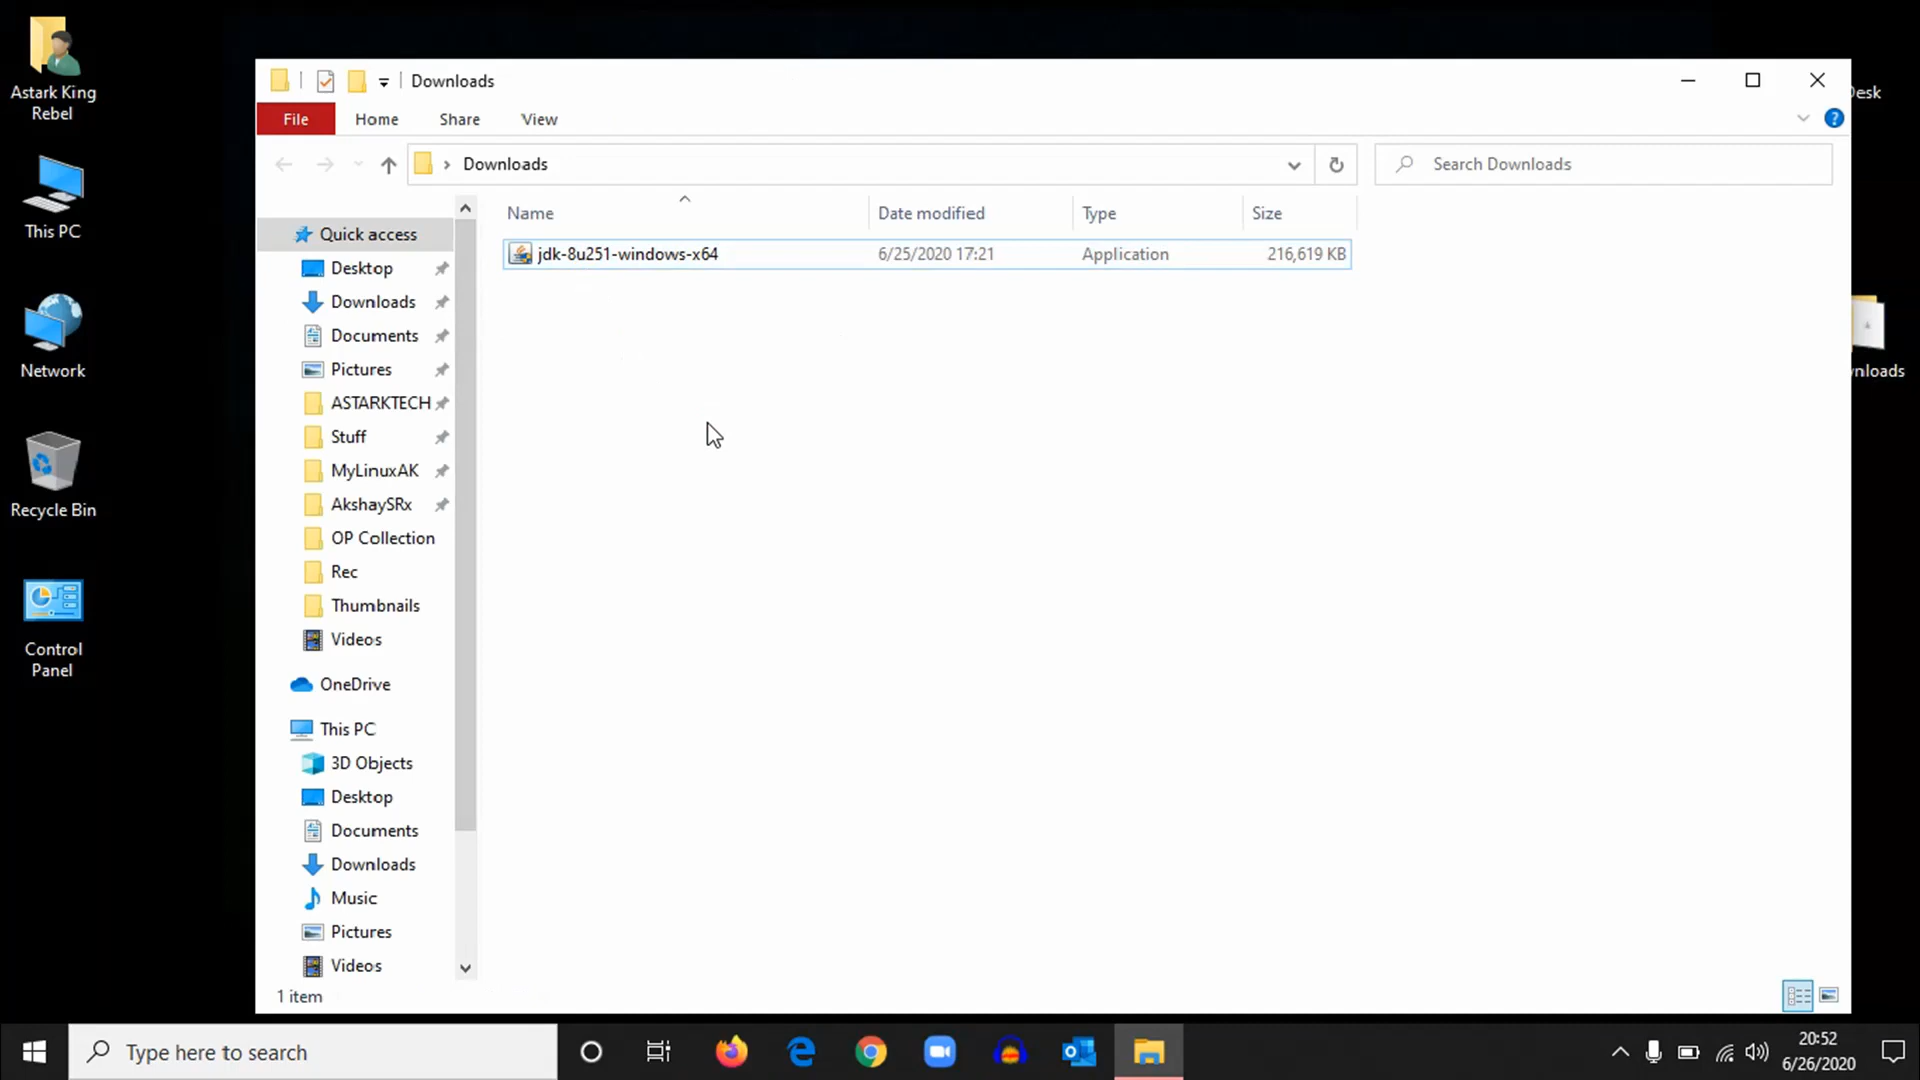 Astark King
Rebel
This PC
Network
Recycle Bin
Control
Panel
Downloads
File
Home
Share
View
?
Downloads
Search Downloads
Name
Date modified
Type
Size
jdk-8u251-windows-x64
6/25/2020 17:21
Application
216,619 KB
Quick access
Desktop
Downloads
Documents
Pictures
ASTARKTECH
Stuff
MyLinuxAK
AkshaySRx
OP Collection
Rec
Thumbnails
Videos
OneDrive
This PC
3D Objects
Desktop
Documents
Downloads
Music
Pictures
Videos
1 item
Desk
nloads
Type here to search
20:52
6/26/2020